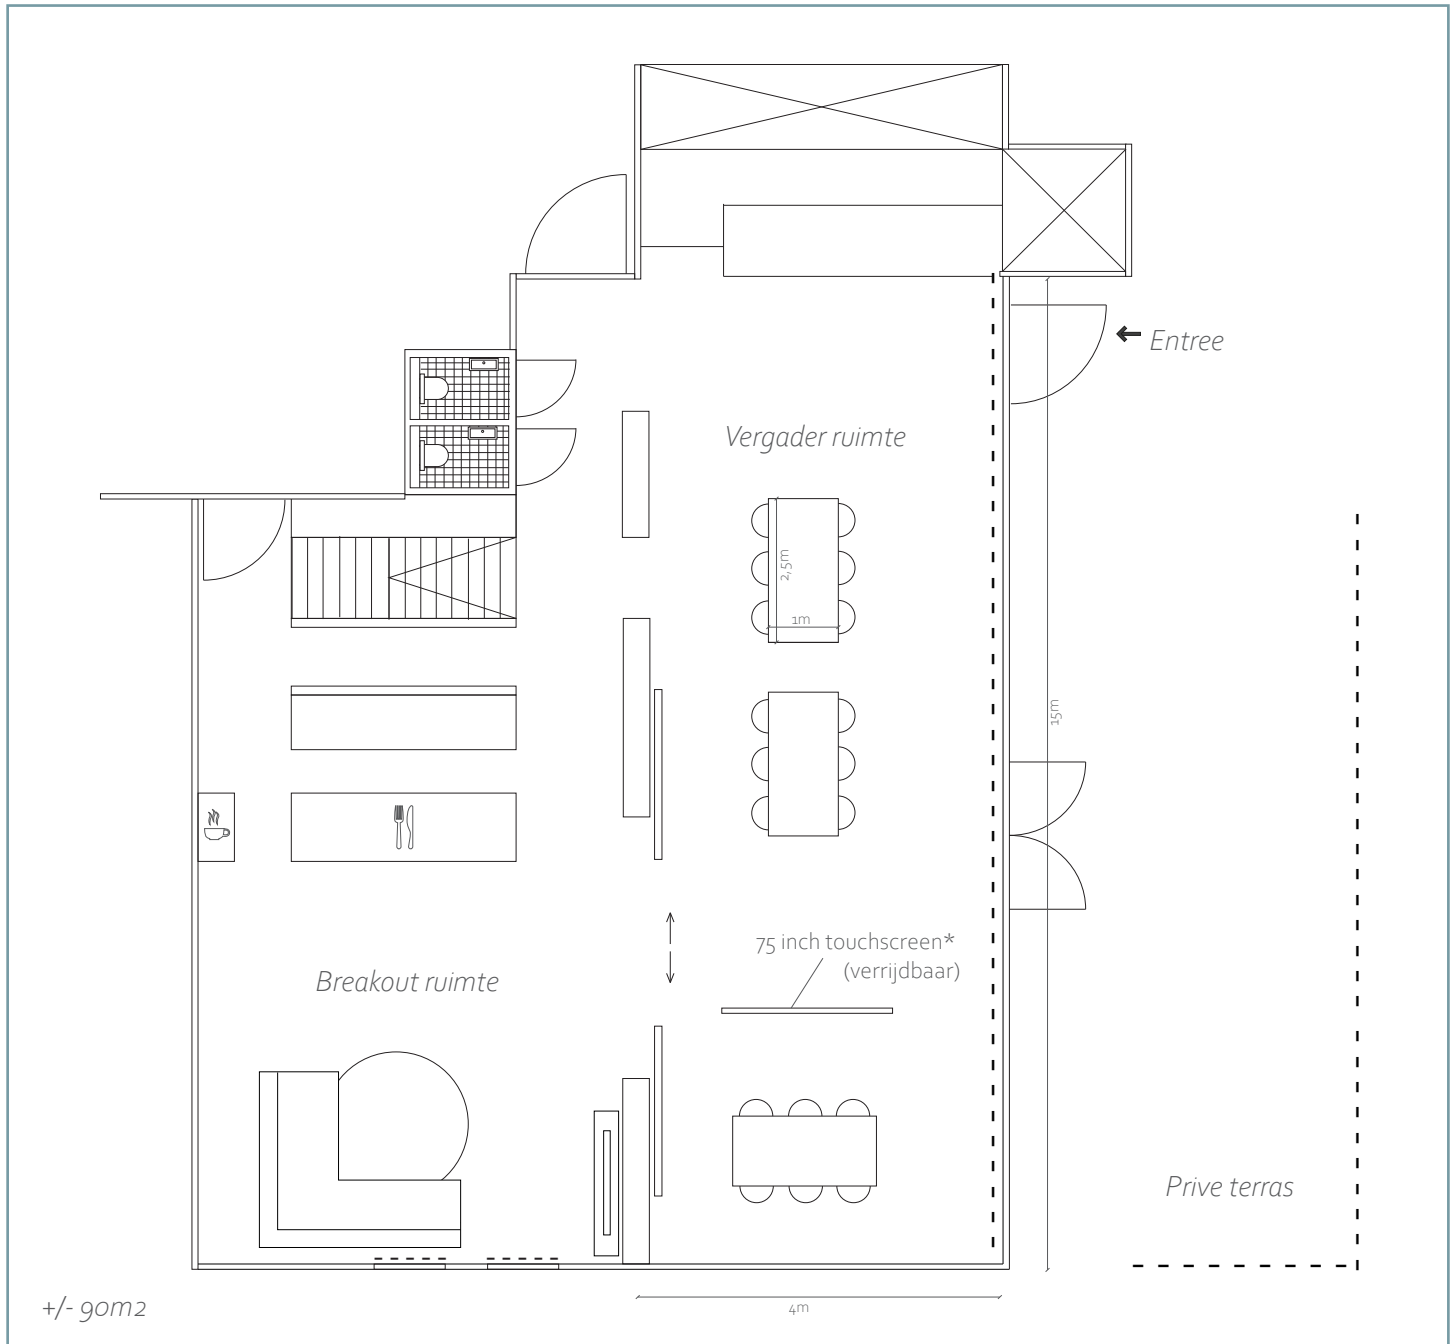 Entree
Vergader ruimte
2,5m
1m
15m
75 inch touchscreen*
(verrijdbaar)
Breakout ruimte
Prive terras
+/- 90m2
4m